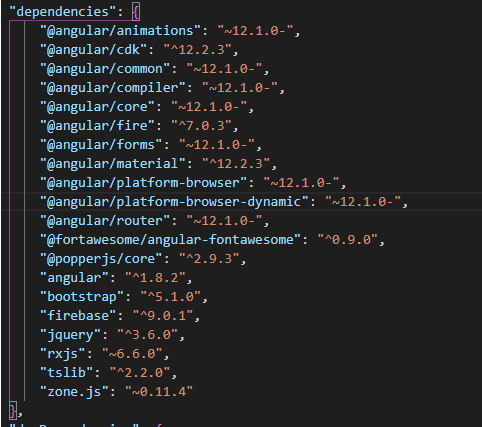 "dependencies": {
"@angular/animations": "~12.1.0-",
"@angular/cdk": "^12.2.3",
"@angular/common": "~12.1.0-",
"@angular/compiler": "~12.1.0-",
"@angular/core": "~12.1.0-",
"@angular/fire": "^7.0.3",
"@angular/forms": "~12.1.0-",
"@angular/material": "^12.2.3",
"@angular/platform-browser": "~12.1.0-",
"@angular/platform-browser-dynamic": "~12.1.0-",
"@angular/router": "~12.1.0-",
"@fortawesome/angular-fontawesome": "^0.9.0",
"@popperjs/core": "^2.9.3",
"angular": "^1.8.2",
"bootstrap": "^5.1.0",
"firebase": "^9.0.1",
"jquery": "^3.6.0",
"rxjs": "~6.6.0",
"tslib": "^2.2.0",
"zone.js": "~0.11.4"
},